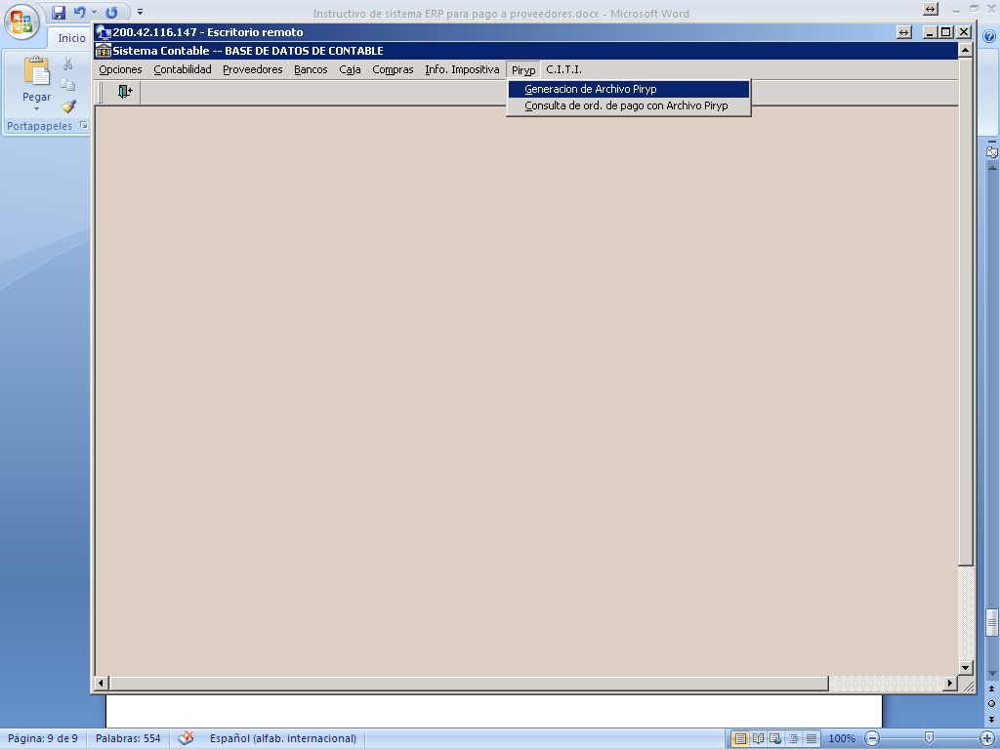 Instructivo de sistema ERP para pago a proveedores.docx - Microsoft Word
Inicio
200.42.116.147 - Escritorio remoto
Sistema Contable -- BASE DE DATOS DE CONTABLE
Opciones Contabilidad Proveedores Bancos Caja Compras Info. Impositiva Piryp C.I.T.I.
Generacion de Archivo Piryp
Consulta de ord. de pago con Archivo Piryp
Pegar
Portapapeles
Página: 9 de 9 Palabras: 554 Español (alfab. internacional) 100%